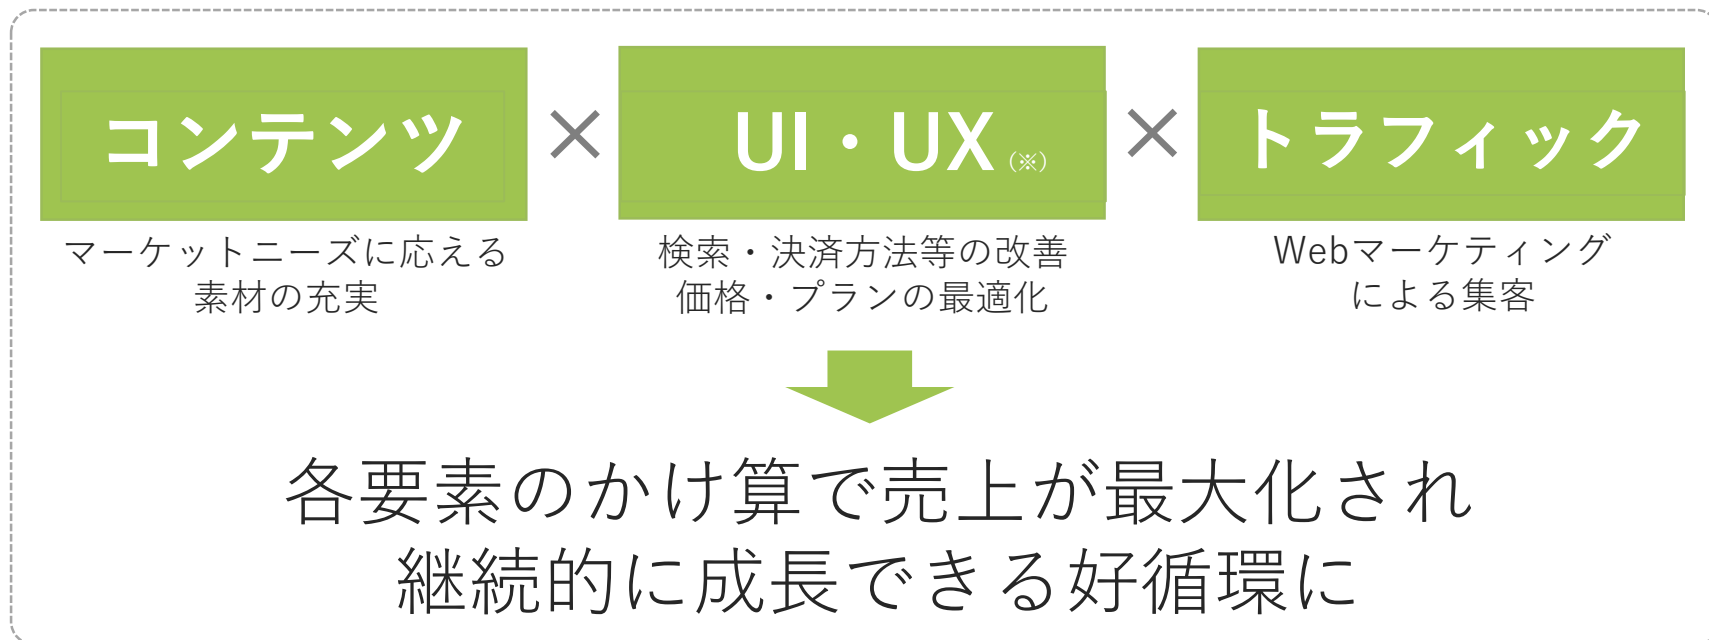 コンテンツ × UI・UX(※) × トラフィック
マーケットニーズに応える
素材の充実
検索・決済方法等の改善
価格・プランの最適化
Webマーケティング
による集客
各要素のかけ算で売上が最大化され
継続的に成長できる好循環に